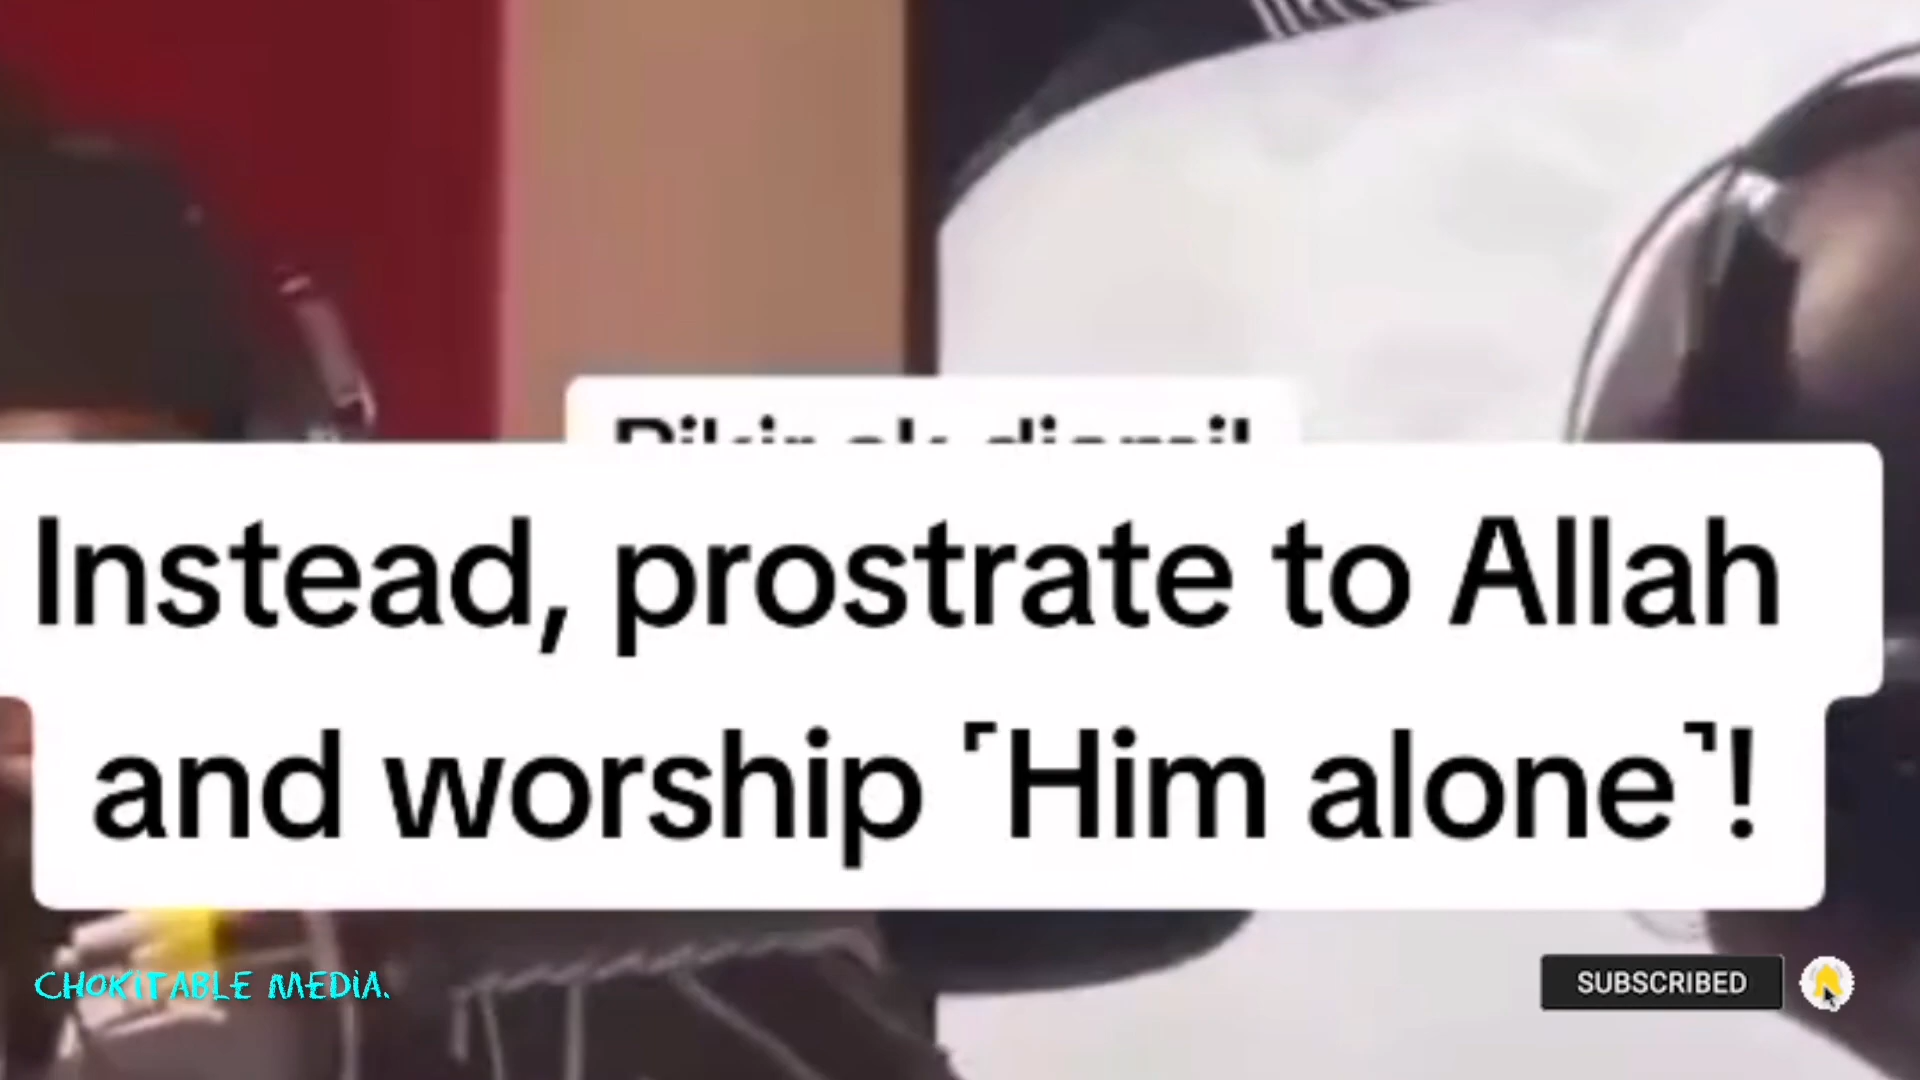 Instead, prostrate to Allah
and worship ˹Him alone˺!
CHOKITABLE MEDIA.
SUBSCRIBED